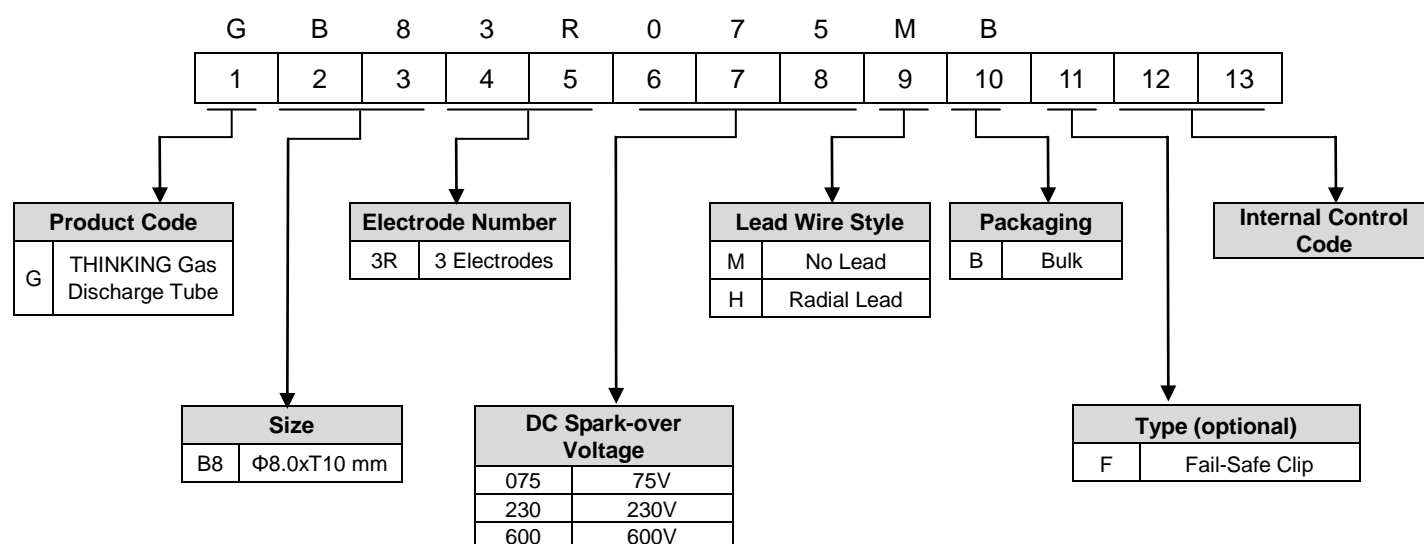 G B 8 3 R 0 7 5 M B
1 2 3 4 5 6 7 8 9 10 11 12 13
Product Code
G THINKING Gas
Discharge Tube
Electrode Number
3R 3 Electrodes
Lead Wire Style
M No Lead
H Radial Lead
Packaging
B Bulk
Internal Control
Code
Size
B8 Φ8.0xT10 mm
DC Spark-over
Voltage
075 75V
230 230V
600 600V
Type (optional)
F Fail-Safe Clip